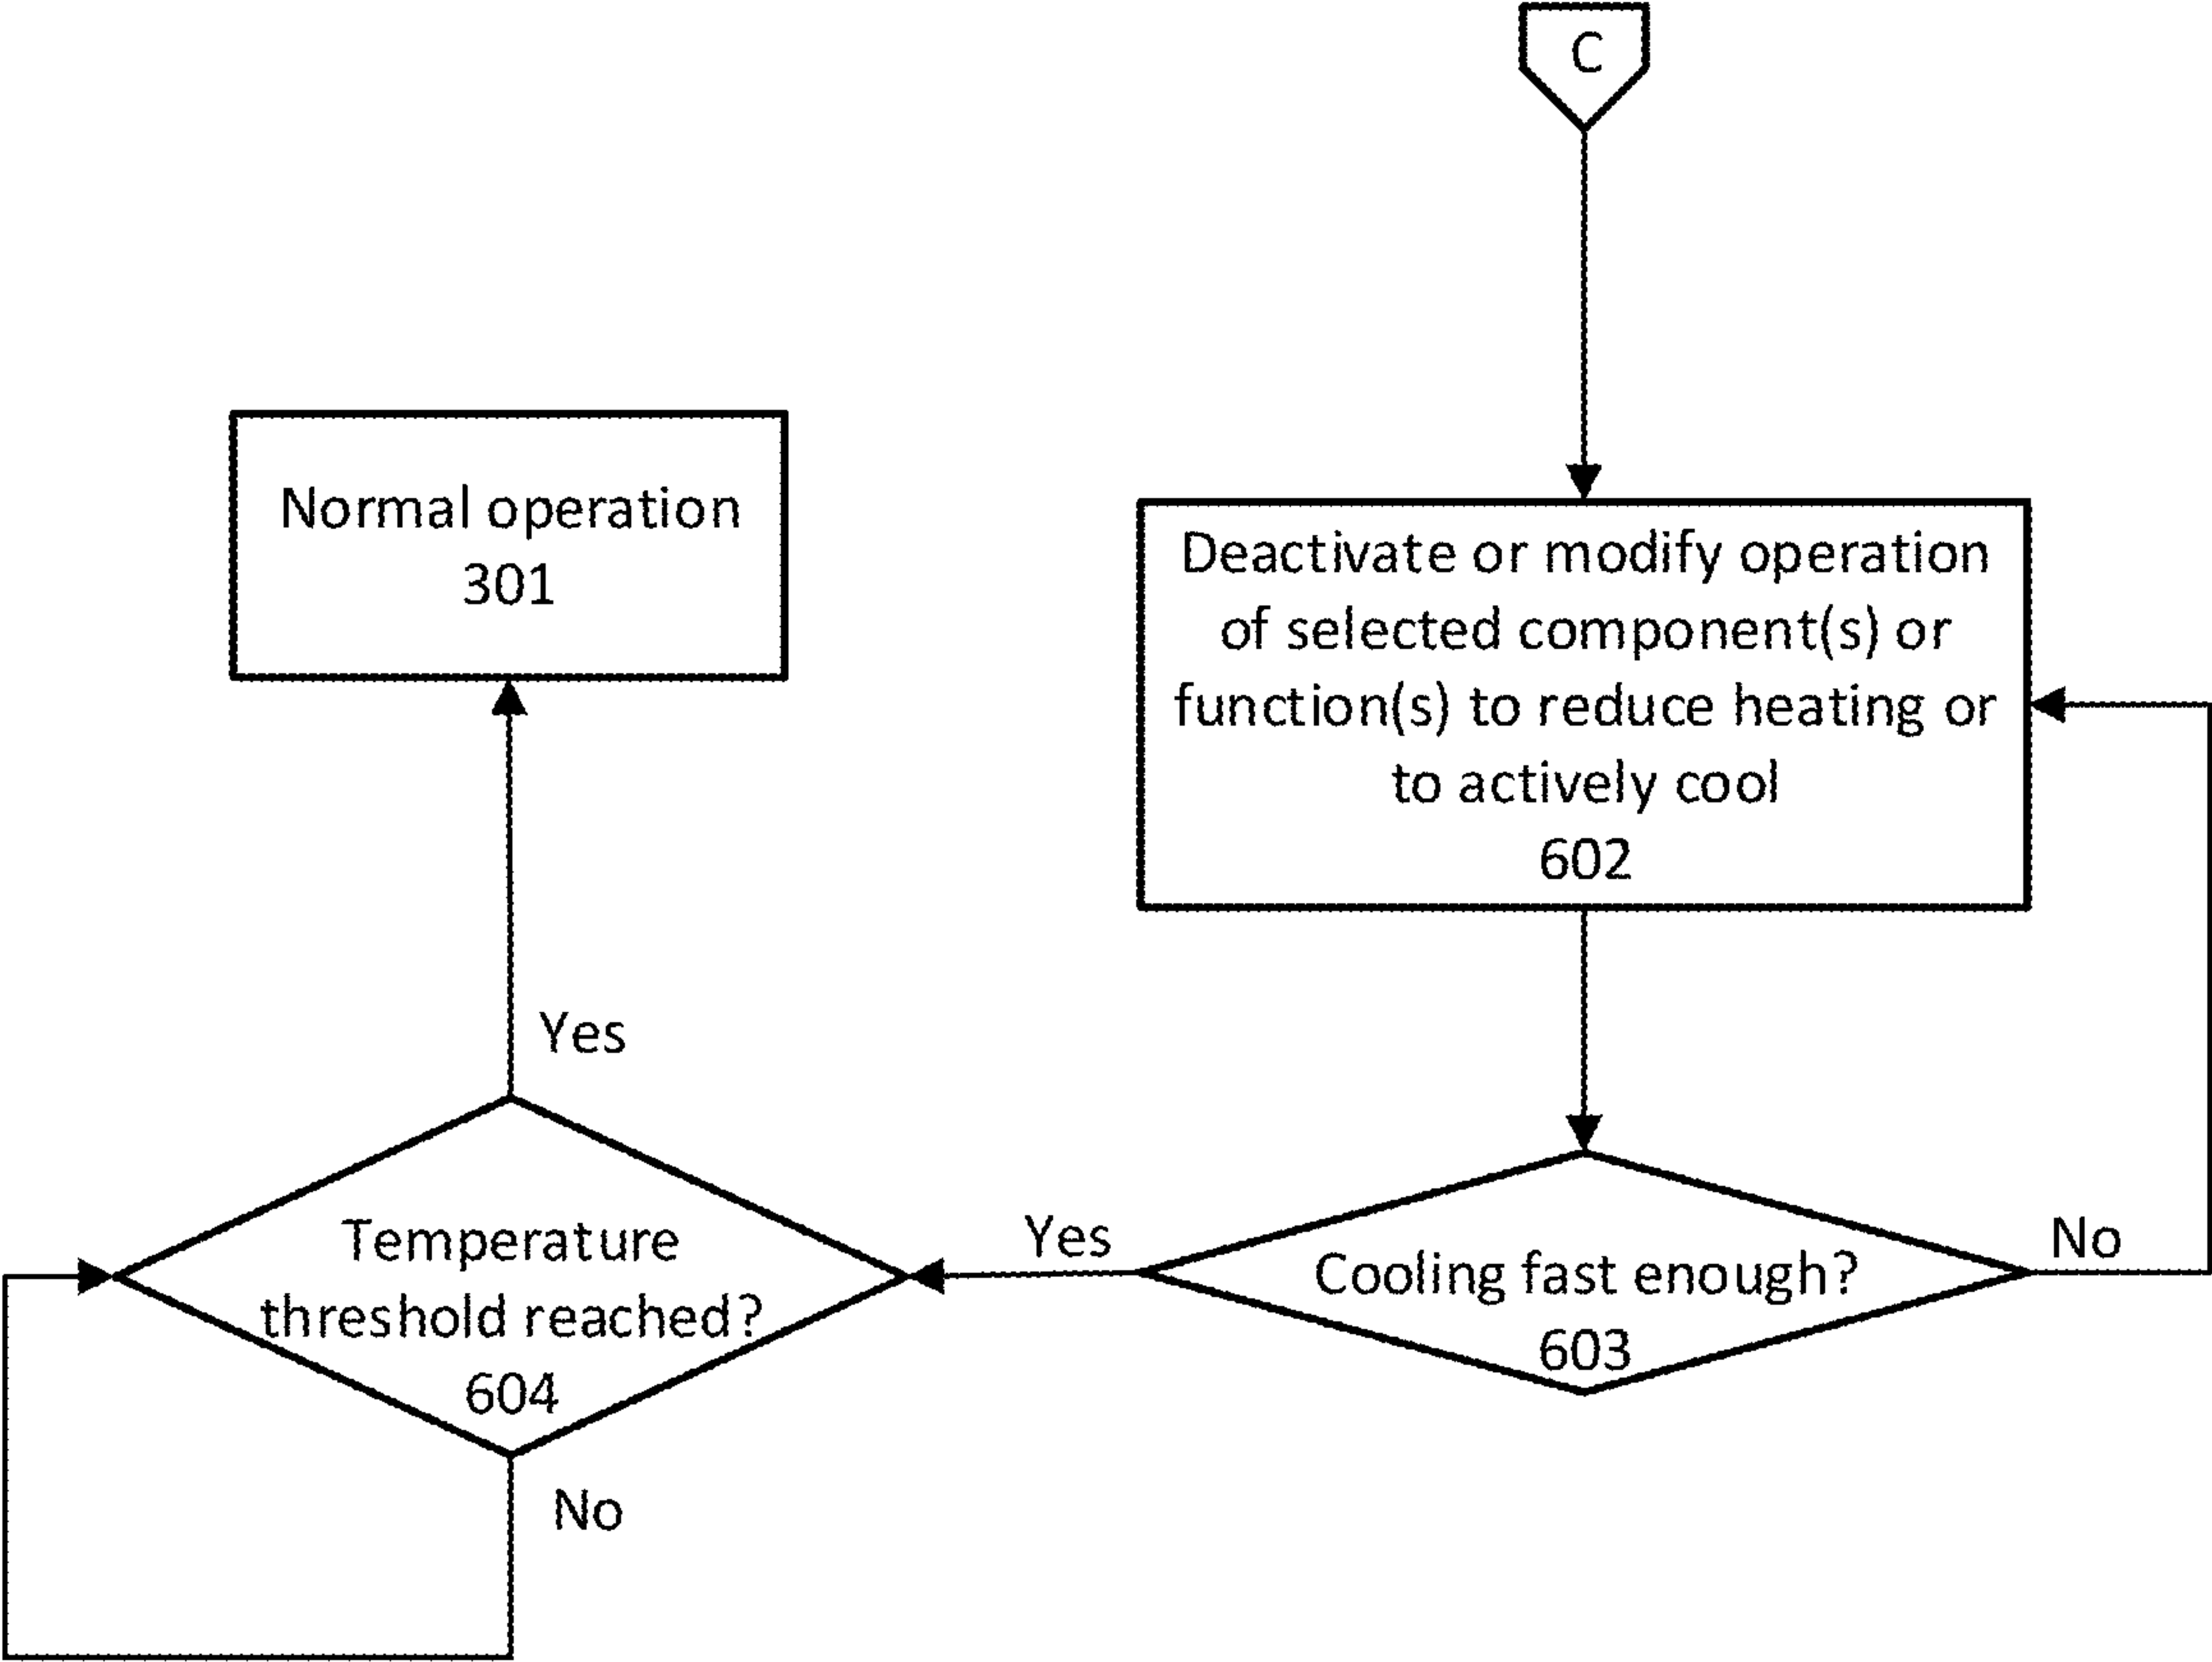 C
Normal operation
301
Deactivate or modify operation
of selected component(s) or
function(s) to reduce heating or
to actively cool
602
Yes
Temperature
threshold reached?
604
No
Yes
Cooling fast enough?
603
No